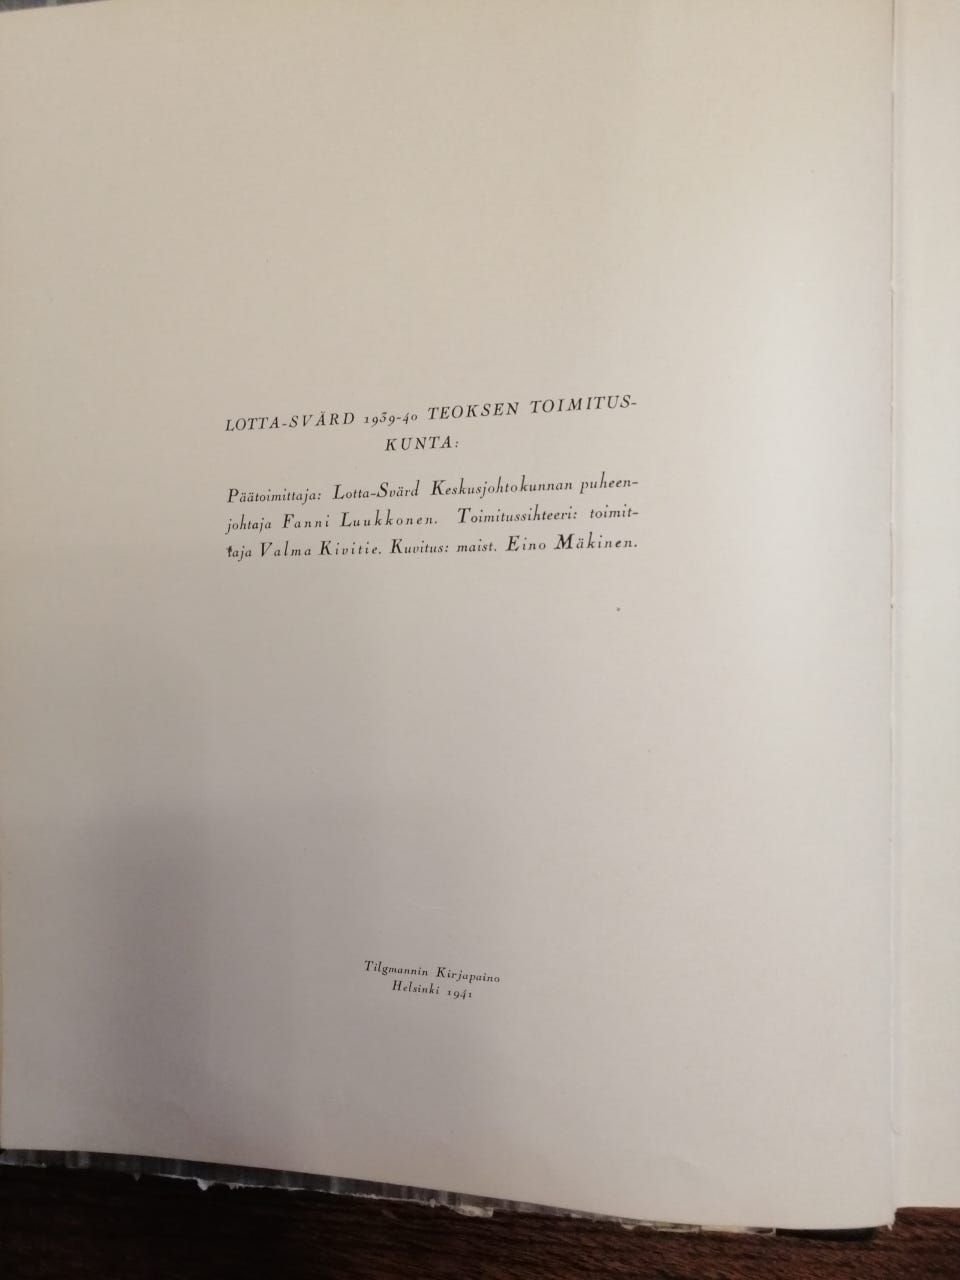 LOTTA-SVÄRD 1939-40 TEOKSEN TOIMITUS-
KUNTA:
Päätoimittaja: Lotta-Svärd Keskusjohtokunnan puheen-
johtaja Fanni Luukkonen. Toimitussihteeri: toimit-
taja Valma Kivitie. Kuvitus: maist. Eino Mäkinen.
Tilgmannin Kirjapaino
Helsinki 1941